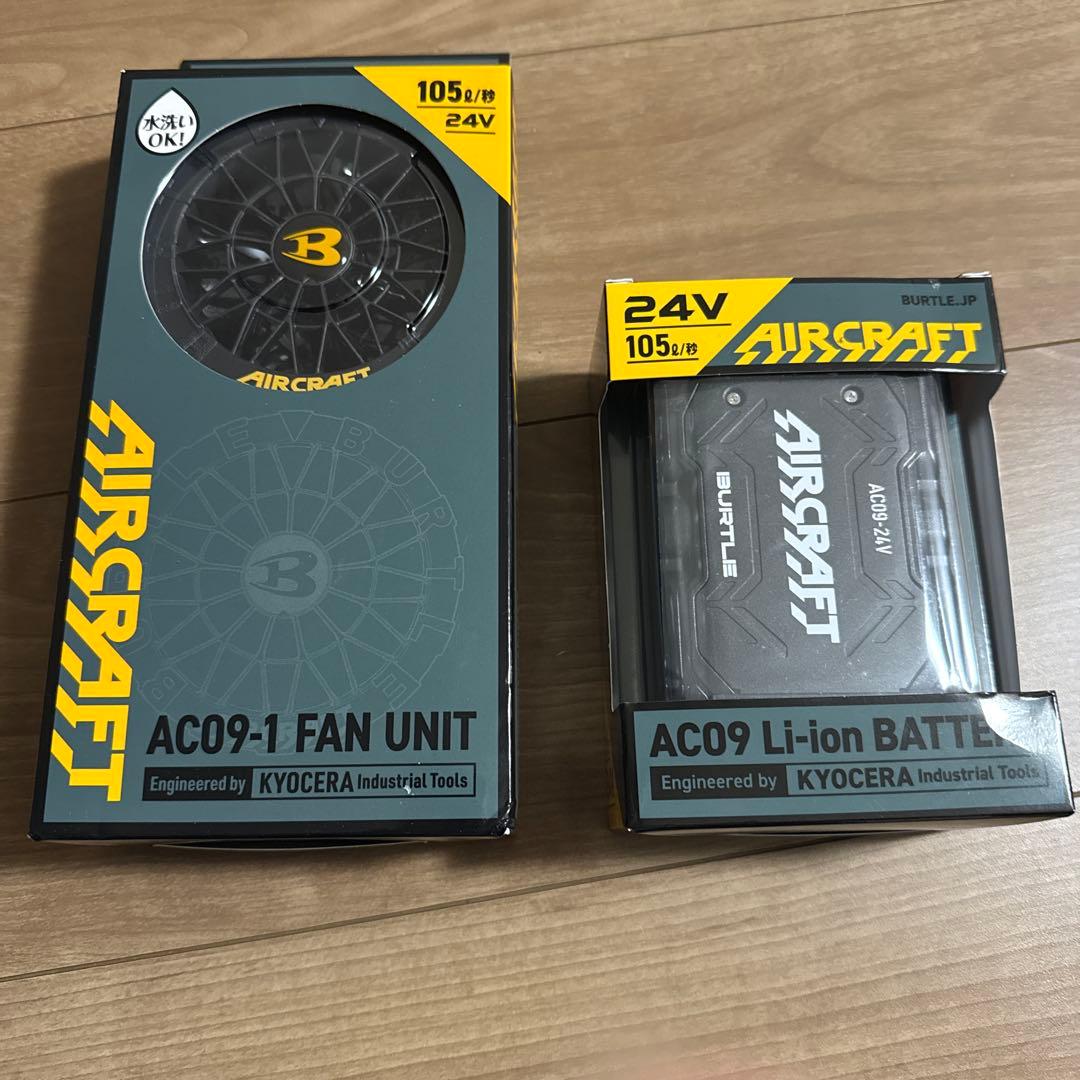 水洗い
OK!
105ℓ/秒
24V
B
AIRCRAFT
AIRCRAFT
BURTLE
B
AC09-1 FAN UNIT
Engineered by KYOCERA Industrial Tools
24V
105ℓ/秒
BURTLE.JP
AIRCRAFT
AIRCRAFT
BURTLE
AC09-24V
AC09 Li-ion
Engineered by KYOCERA Industrial Tools